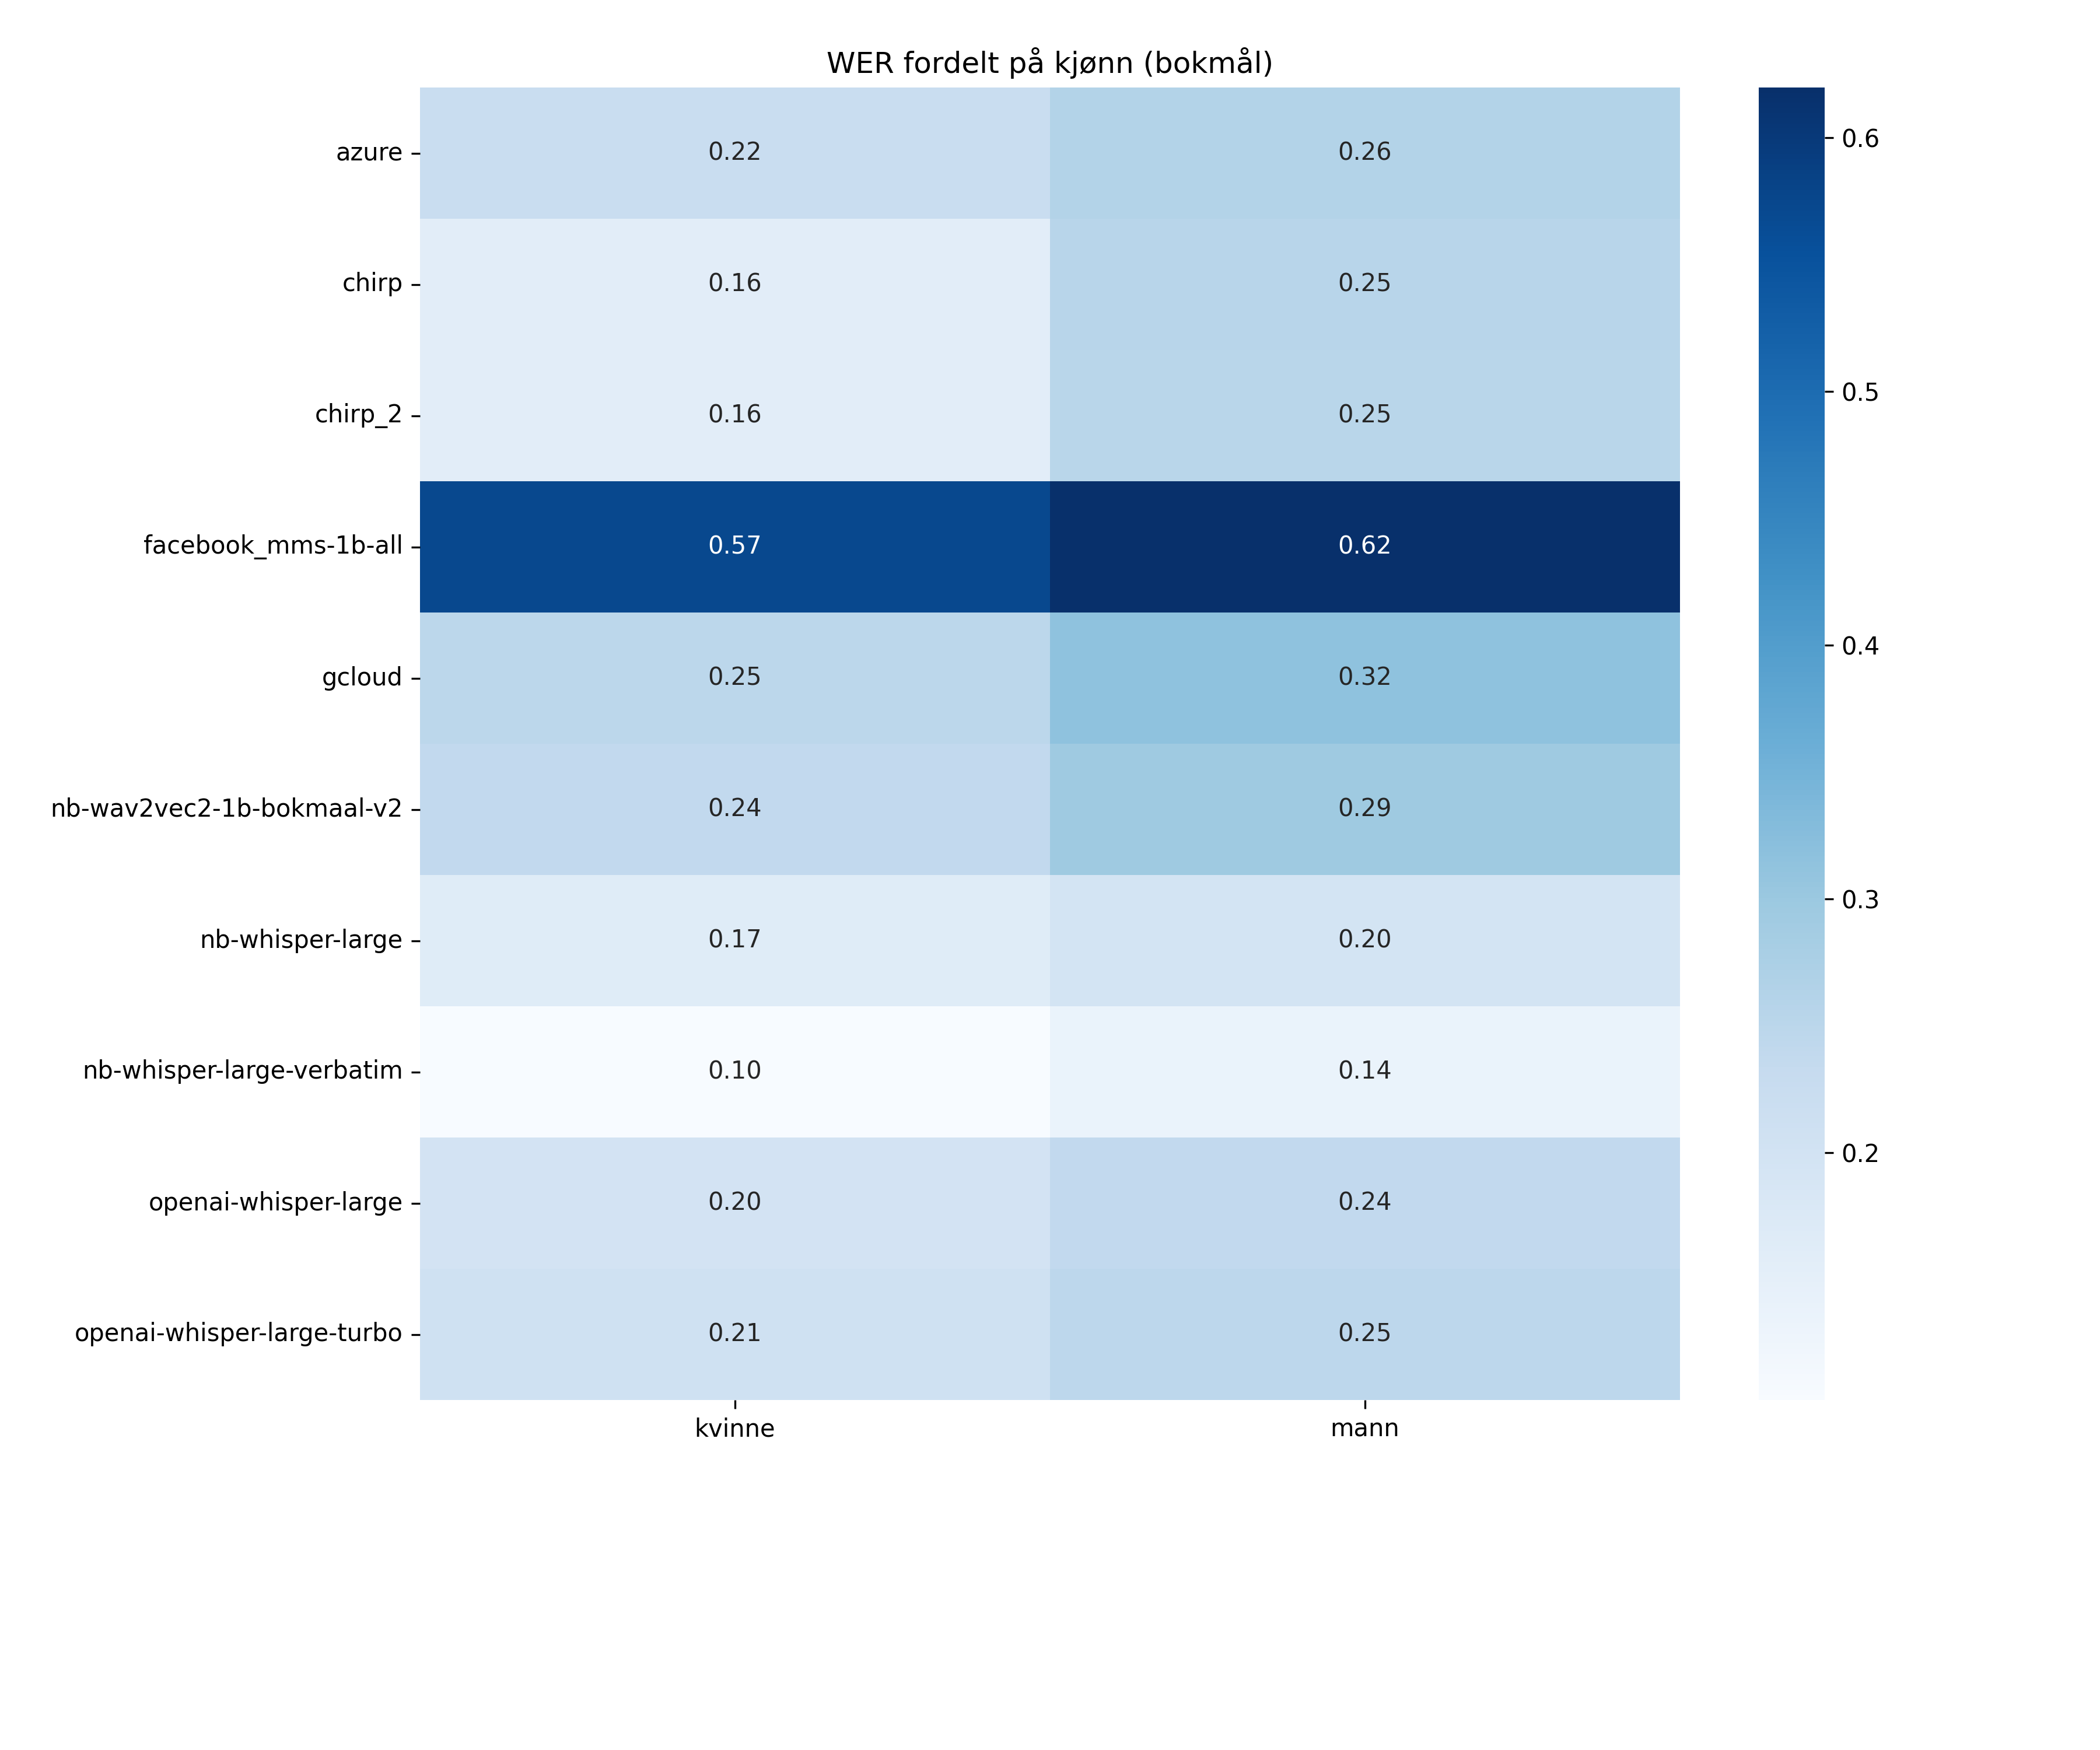 WER fordelt på kjønn (bokmål)
azure 0.22 0.26
chirp 0.16 0.25
chirp_2 0.16 0.25
facebook_mms-1b-all 0.57 0.62
gcloud 0.25 0.32
nb-wav2vec2-1b-bokmaal-v2 0.24 0.29
nb-whisper-large 0.17 0.20
nb-whisper-large-verbatim 0.10 0.14
openai-whisper-large 0.20 0.24
openai-whisper-large-turbo 0.21 0.25
kvinne mann
0.6
0.5
0.4
0.3
0.2